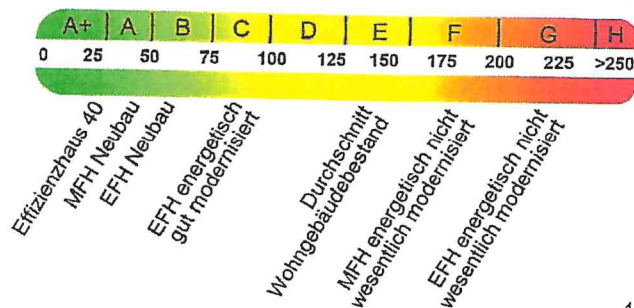 A+ A B C D E F G H
0 25 50 75 100 125 150 175 200 225 >250
Effizienzhaus 40
MFH Neubau
EFH Neubau
EFH energetisch
gut modernisiert
Durchschnitt
Wohngebäudebestand
MFH energetisch nicht
wesentlich modernisiert
EFH energetisch nicht
wesentlich modernisiert